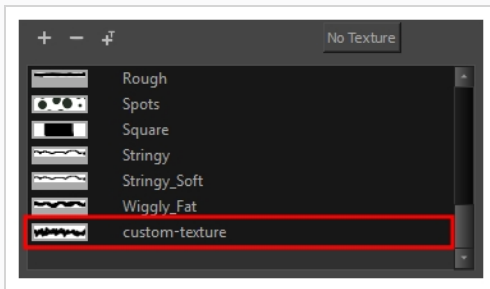 No Texture
Rough
Spots
Square
Stringy
Stringy_Soft
Wiggly_Fat
custom-texture